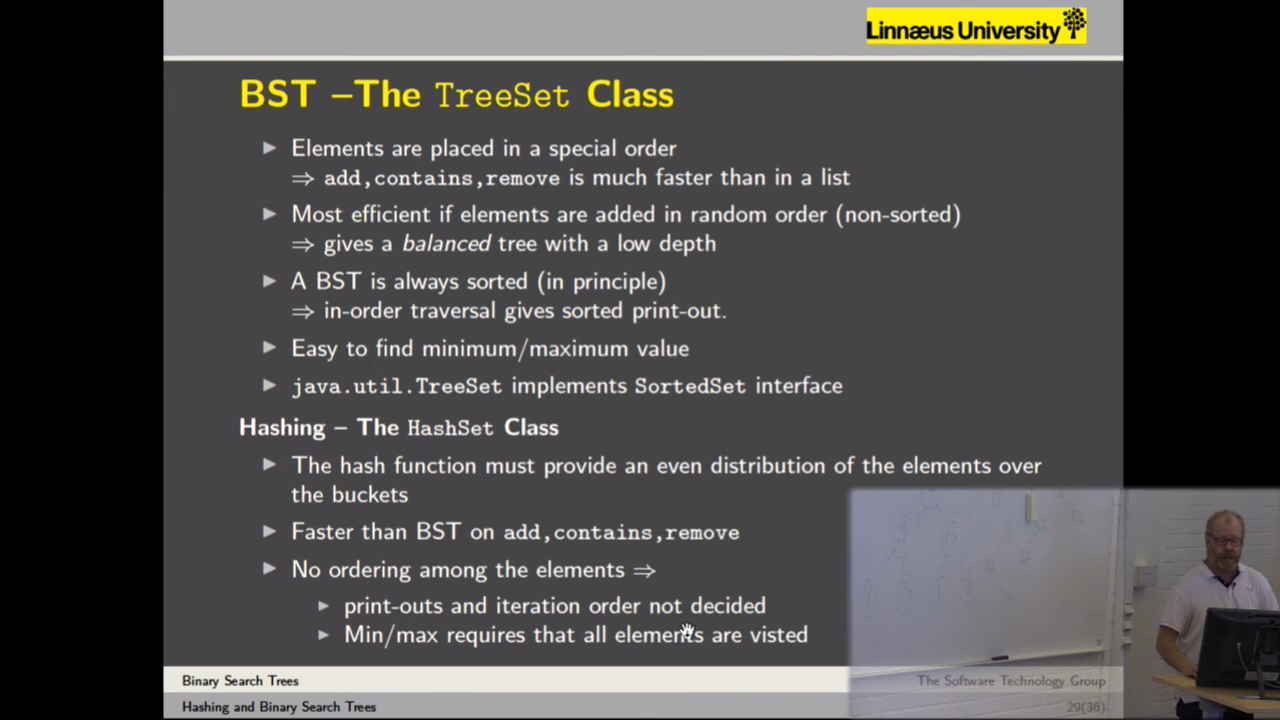 Linnæus University
BST –The TreeSet Class
Elements are placed in a special order
⇒ add,contains,remove is much faster than in a list
Most efficient if elements are added in random order (non-sorted)
⇒ gives a balanced tree with a low depth
A BST is always sorted (in principle)
⇒ in-order traversal gives sorted print-out.
Easy to find minimum/maximum value
java.util.TreeSet implements SortedSet interface
Hashing – The HashSet Class
The hash function must provide an even distribution of the elements over
the buckets
Faster than BST on add,contains,remove
No ordering among the elements ⇒
print-outs and iteration order not decided
Min/max requires that all elements are visted
Binary Search Trees
The Software Technology Group
Hashing and Binary Search Trees
29(36)